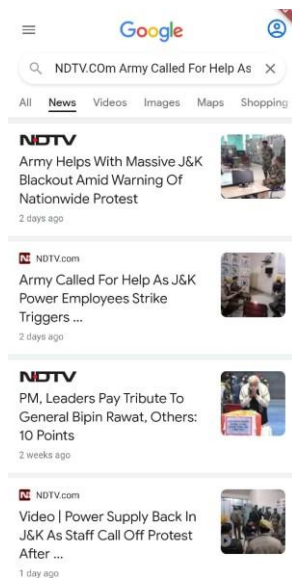 Google
NDTV.COm Army Called For Help As
All News Videos Images Maps Shopping
NDTV
Army Helps With Massive J&K
Blackout Amid Warning Of
Nationwide Protest
2 days ago
NDTV.com
Army Called For Help As J&K
Power Employees Strike
Triggers ...
2 days ago
NDTV
PM, Leaders Pay Tribute To
General Bipin Rawat, Others:
10 Points
2 weeks ago
NDTV.com
Video | Power Supply Back In
J&K As Staff Call Off Protest
After ...
1 day ago